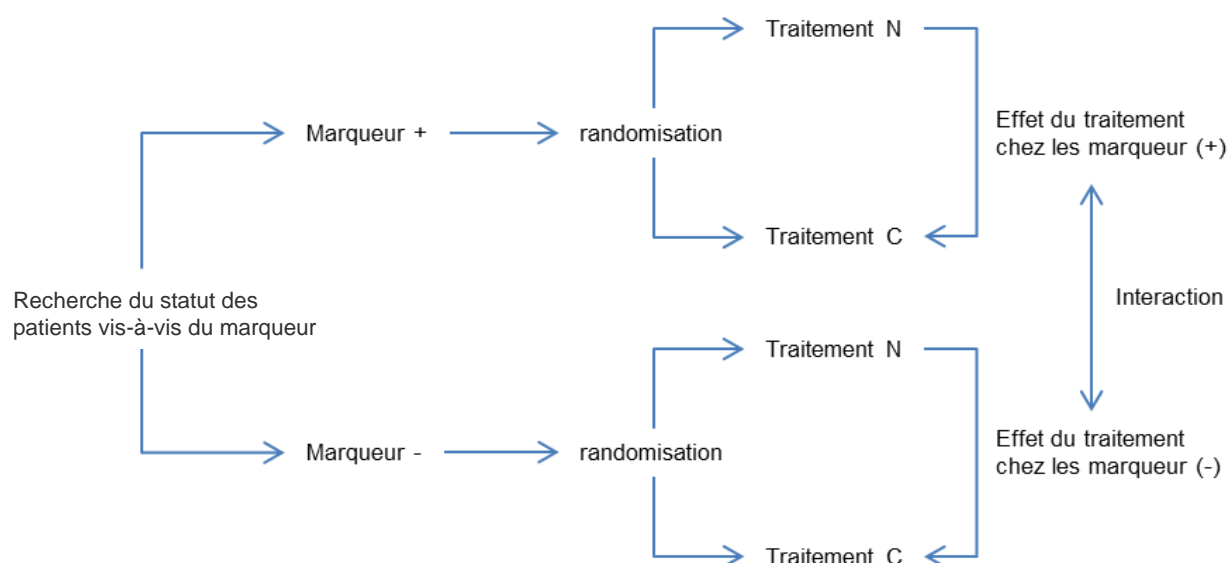 Traitement N
Marqueur +
randomisation
Effet du traitement
chez les marqueur (+)
Traitement C
Recherche du statut des
patients vis-à-vis du marqueur
Interaction
Traitement N
Marqueur -
randomisation
Effet du traitement
chez les marqueur (-)
Traitement C